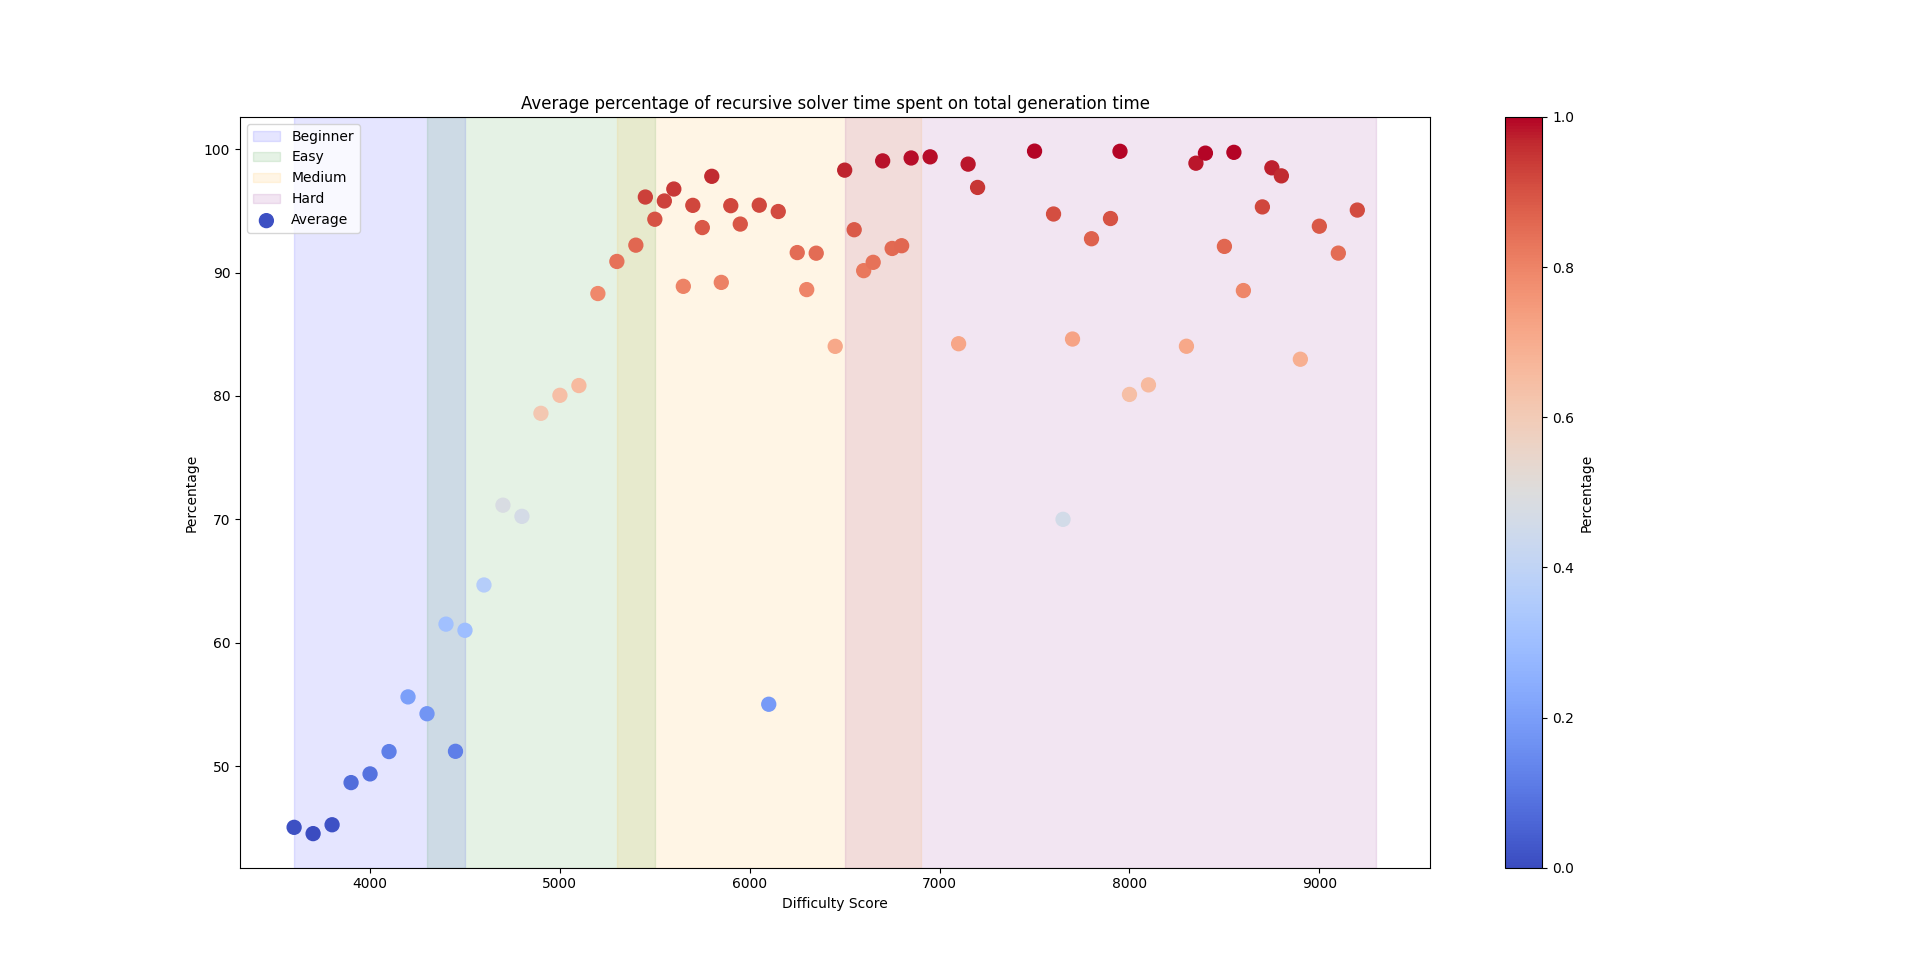 Average percentage of recursive solver time spent on total generation time
Beginner
Easy
Medium
Hard
Average
Percentage
100
90
80
70
60
50
4000
5000
6000
7000
8000
9000
Difficulty Score
1.0
0.8
0.6
0.4
0.2
0.0
Percentage